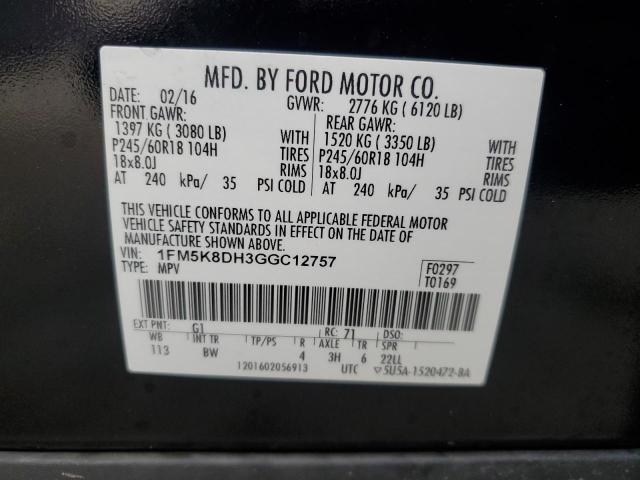 MFD. BY FORD MOTOR CO.
DATE: 02/16 GVWR: 2776 KG ( 6120 LB)
FRONT GAWR: REAR GAWR:
1397 KG ( 3080 LB) WITH 1520 KG ( 3350 LB) WITH
P245/60R18 104H TIRES P245/60R18 104H TIRES
18x8.0J RIMS 18x8.0J RIMS
AT 240 kPa/ 35 PSI COLD AT 240 kPa/ 35 PSI COLD
THIS VEHICLE CONFORMS TO ALL APPLICABLE FEDERAL MOTOR
VEHICLE SAFETY STANDARDS IN EFFECT ON THE DATE OF
MANUFACTURE SHOWN ABOVE.
VIN: 1FM5K8DH3GGC12757 F0297
TYPE: MPV T0169
EXT PNT: G1 RC: 71 DSO:
WB INT TR TP/PS R AXLE TR SPR
113 BW 4 3H 6 22LL
1201602056913 UTC ▽5U5A-1520472-BA